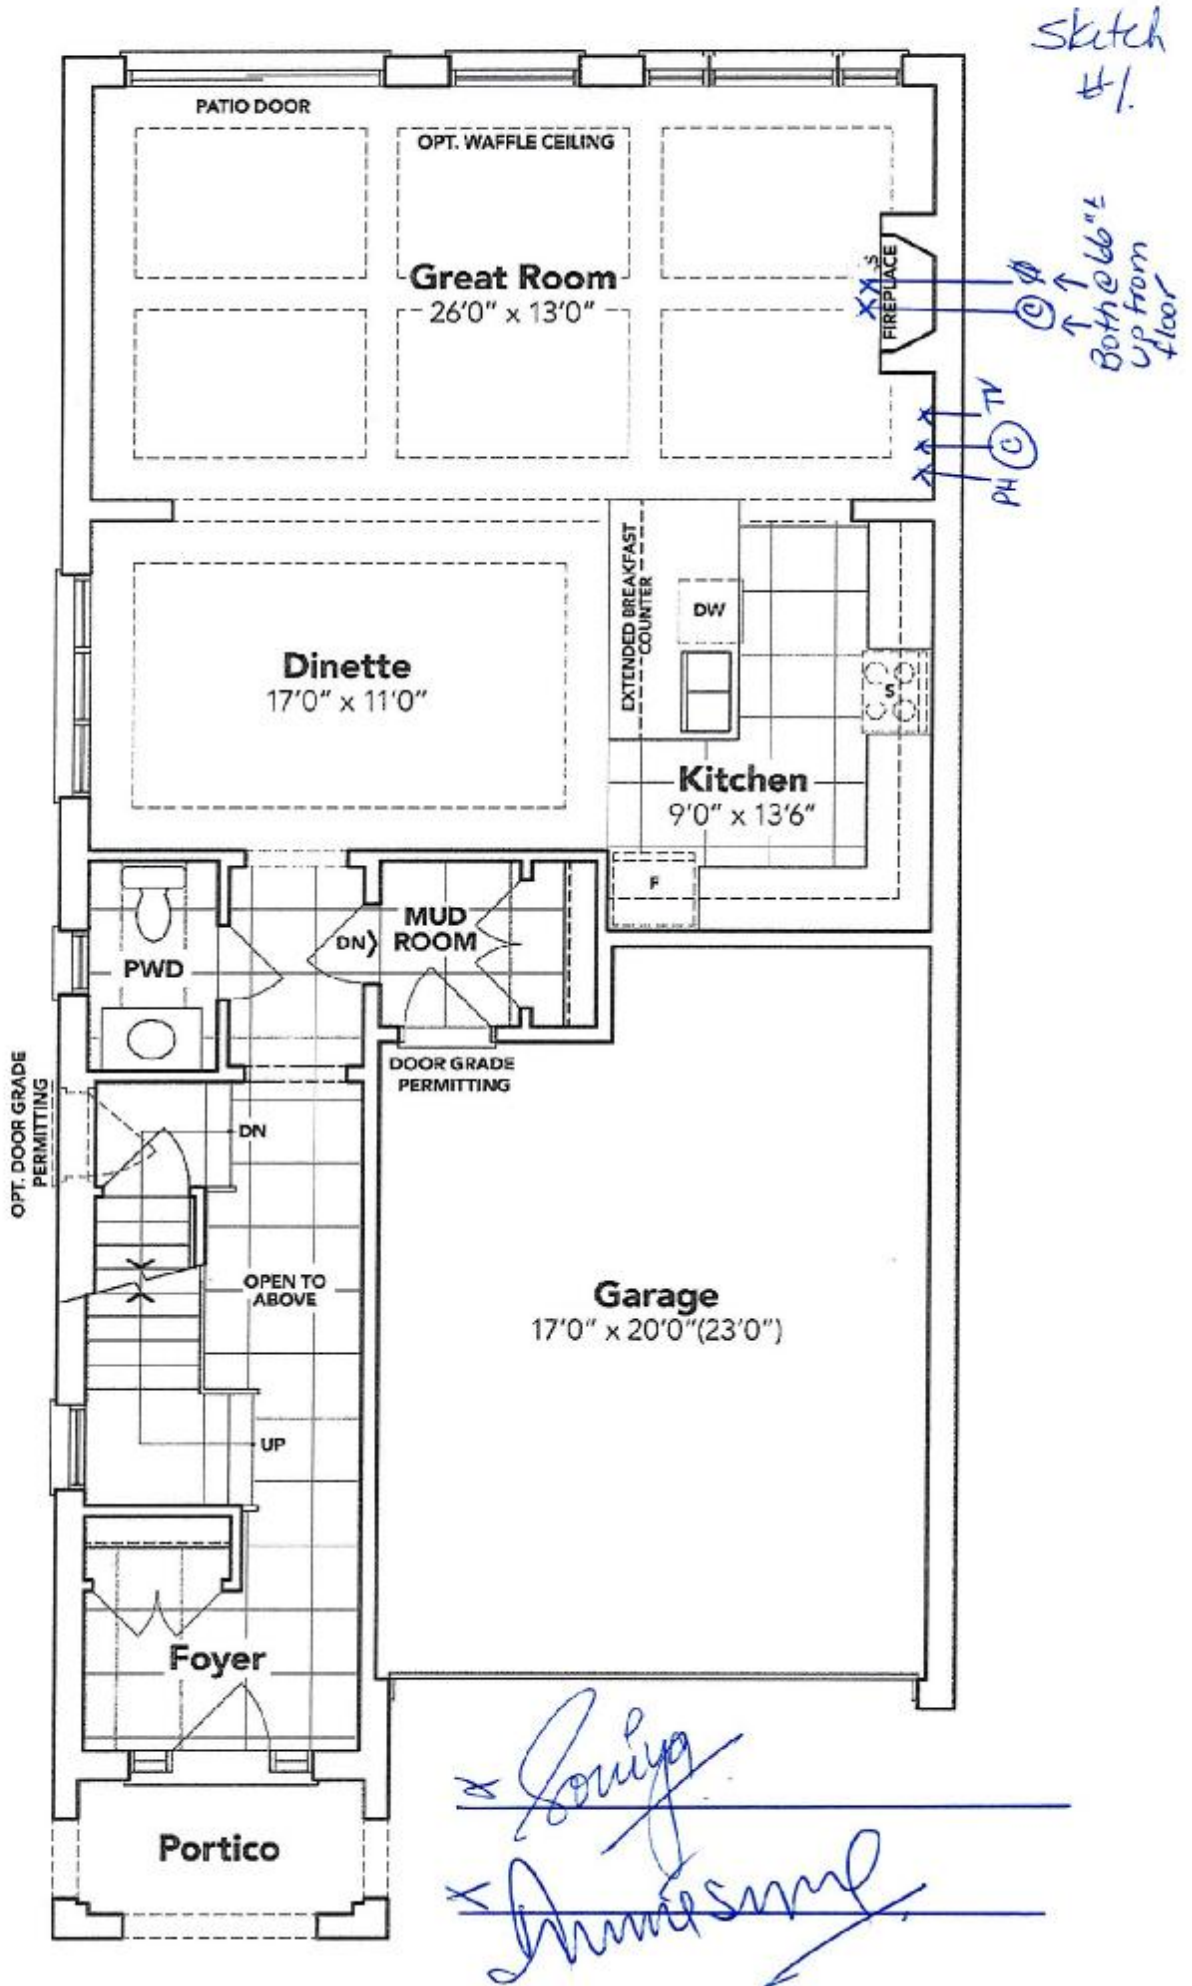 Sketch
#1.
PATIO DOOR
OPT. WAFFLE CEILING
Great Room
26'0" x 13'0"
FIREPLACE
Both @ 66"±
up from
floor
C
TV
C
PH
EXTENDED BREAKFAST
COUNTER
DW
Dinette
17'0" x 11'0"
S
Kitchen
9'0" x 13'6"
F
MUD
ROOM
DN
PWD
DOOR GRADE
PERMITTING
OPT. DOOR GRADE
PERMITTING
DN
OPEN TO
ABOVE
Garage
17'0" x 20'0"(23'0")
UP
Foyer
x Soniya
Portico
x